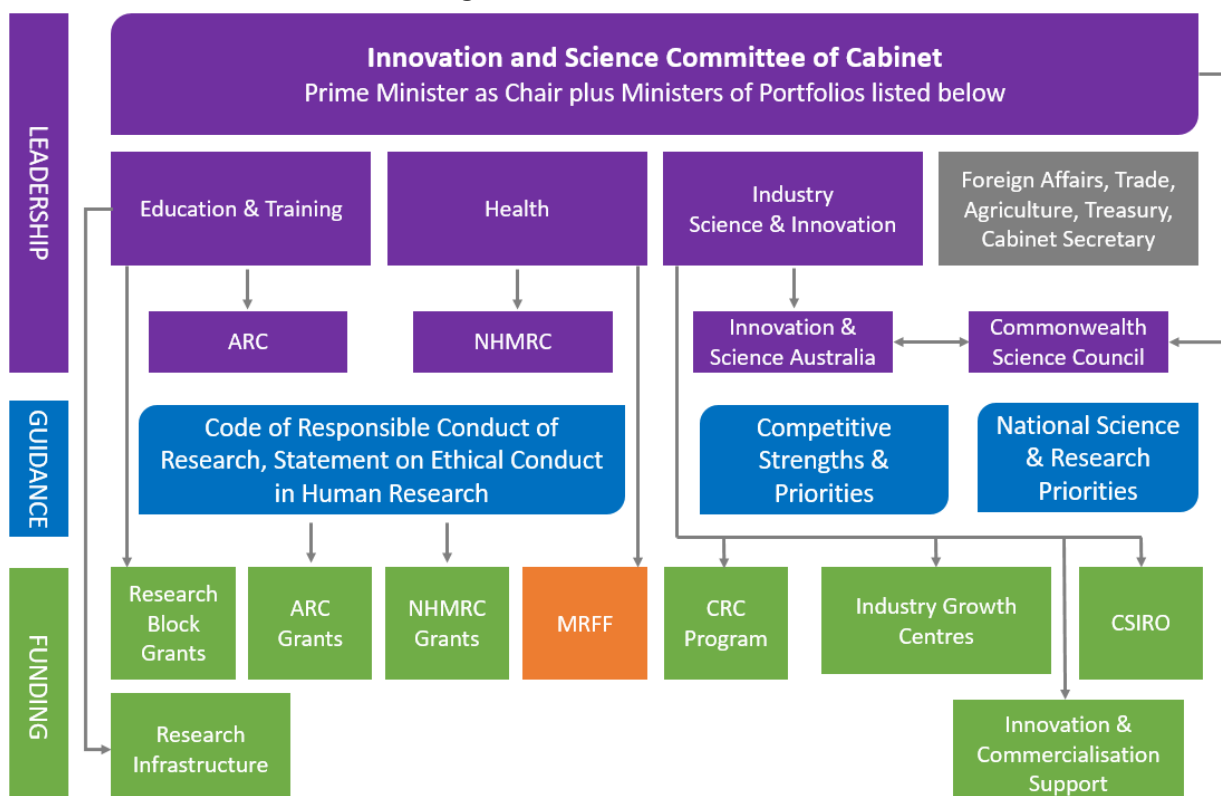 Innovation and Science Committee of Cabinet
Prime Minister as Chair plus Ministers of Portfolios listed below
LEADERSHIP
Education & Training
Health
Industry
Science & Innovation
Foreign Affairs, Trade,
Agriculture, Treasury,
Cabinet Secretary
ARC
NHMRC
Innovation &
Science Australia
Commonwealth
Science Council
GUIDANCE
Code of Responsible Conduct of
Research, Statement on Ethical Conduct
in Human Research
Competitive
Strengths &
Priorities
National Science
& Research
Priorities
FUNDING
Research
Block
Grants
ARC
Grants
NHMRC
Grants
MRFF
CRC
Program
Industry Growth
Centres
CSIRO
Research
Infrastructure
Innovation &
Commercialisation
Support